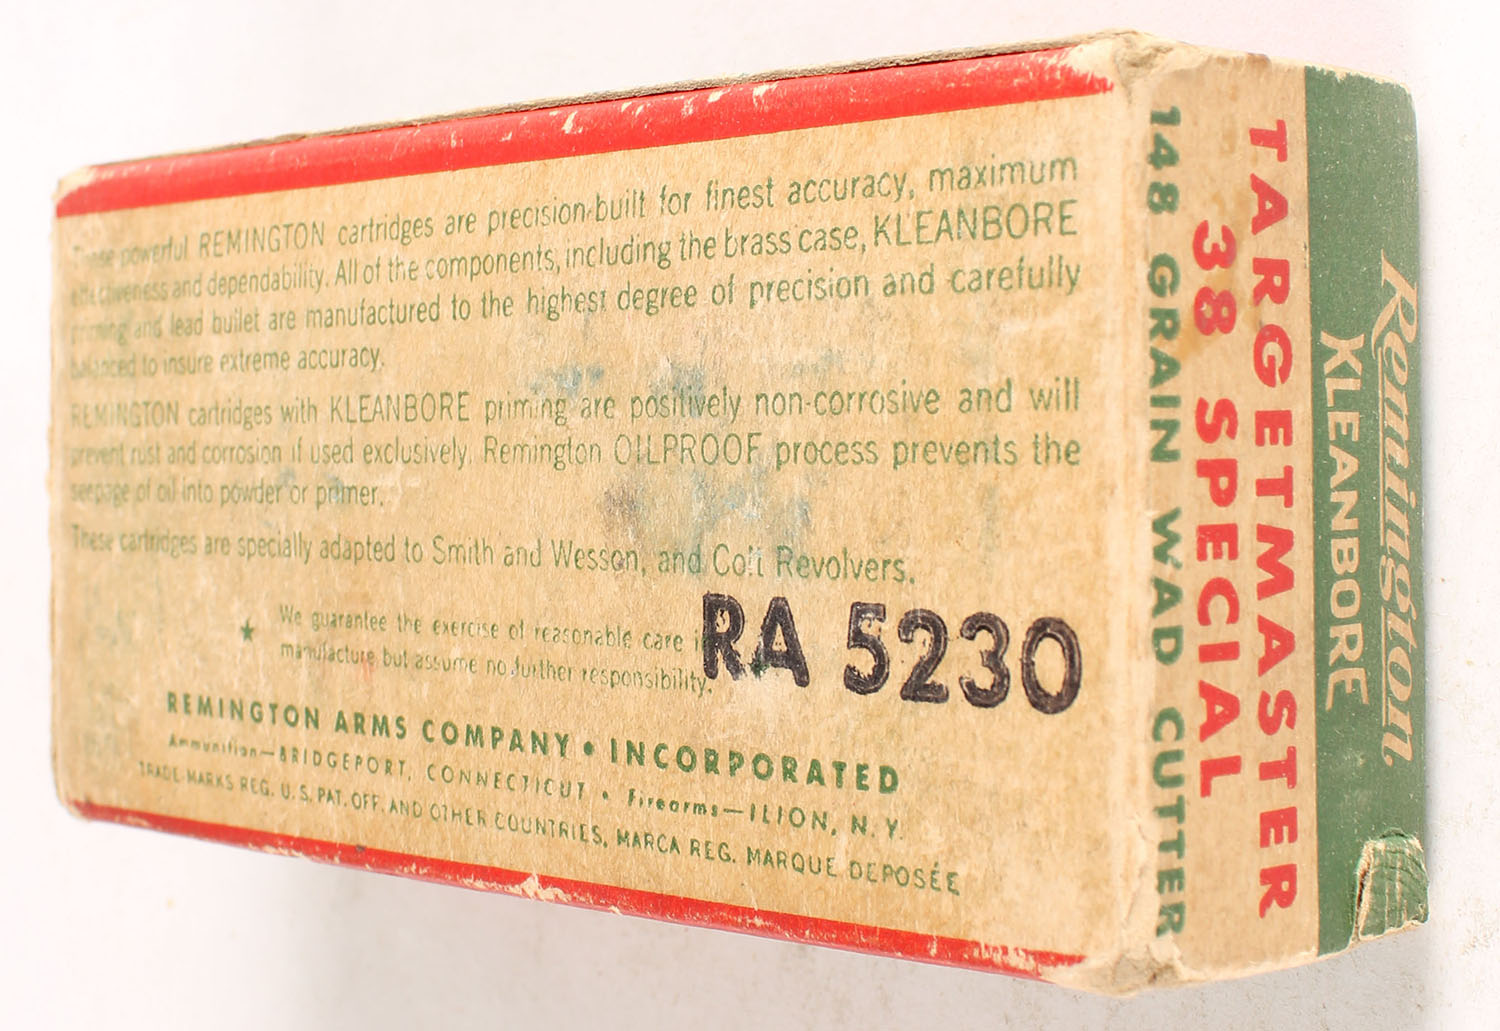 These powerful REMINGTON cartridges are precision-built for finest accuracy, maximum
effectiveness and dependability. All of the components, including the brass case, KLEANBORE
priming and lead bullet are manufactured to the highest degree of precision and carefully
balanced to insure extreme accuracy.
REMINGTON cartridges with KLEANBORE priming are positively non-corrosive and will
prevent rust and corrosion if used exclusively. Remington OILPROOF process prevents the
seepage of oil into powder or primer.
These cartridges are specially adapted to Smith and Wesson, and Colt Revolvers.
We guarantee the exercise of reasonable care
manufacture but assume no further responsibility.
RA 5230
REMINGTON ARMS COMPANY • INCORPORATED
Ammunition—BRIDGEPORT, CONNECTICUT • Firearms—ILION, N.Y.
TRADE MARKS REG. U.S. PAT. OFF. AND OTHER COUNTRIES, MARCA REG. MARQUE DEPOSÉE
Remington
KLEANBORE
TARGETMASTER
38 SPECIAL
148 GRAIN WAD CUTTER